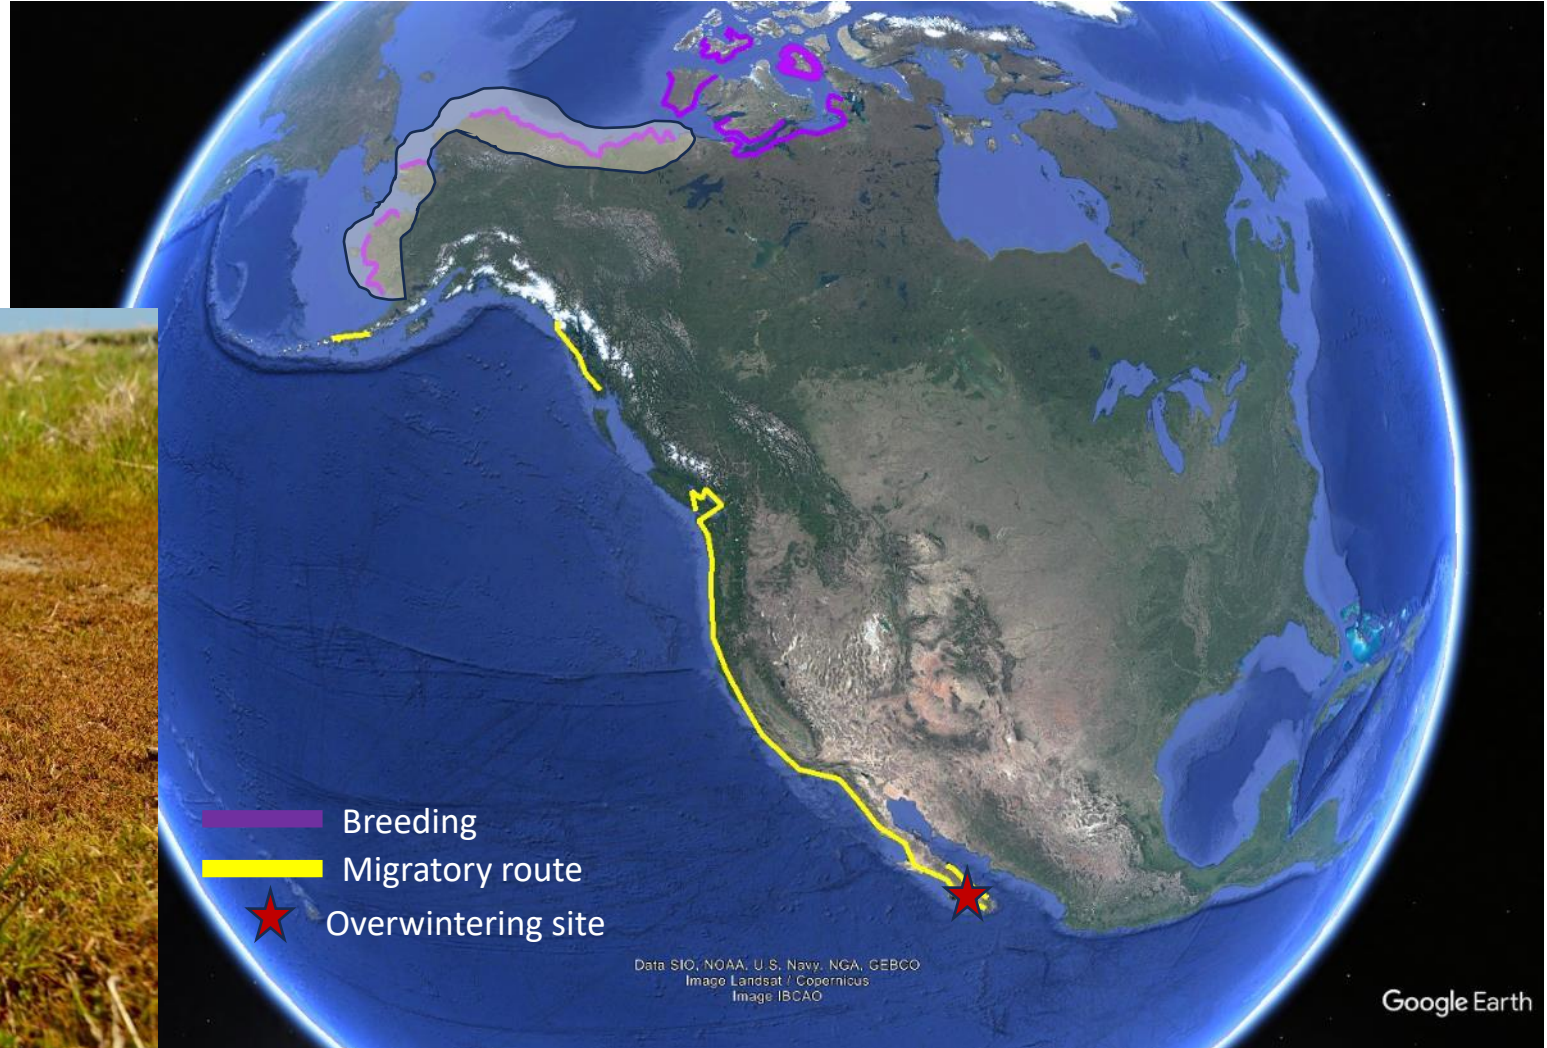 Breeding
Migratory route
Overwintering site
Data SIO, NOAA, U.S. Navy, NGA, GEBCO
Image Landsat / Copernicus
Image IBCAO
Google Earth